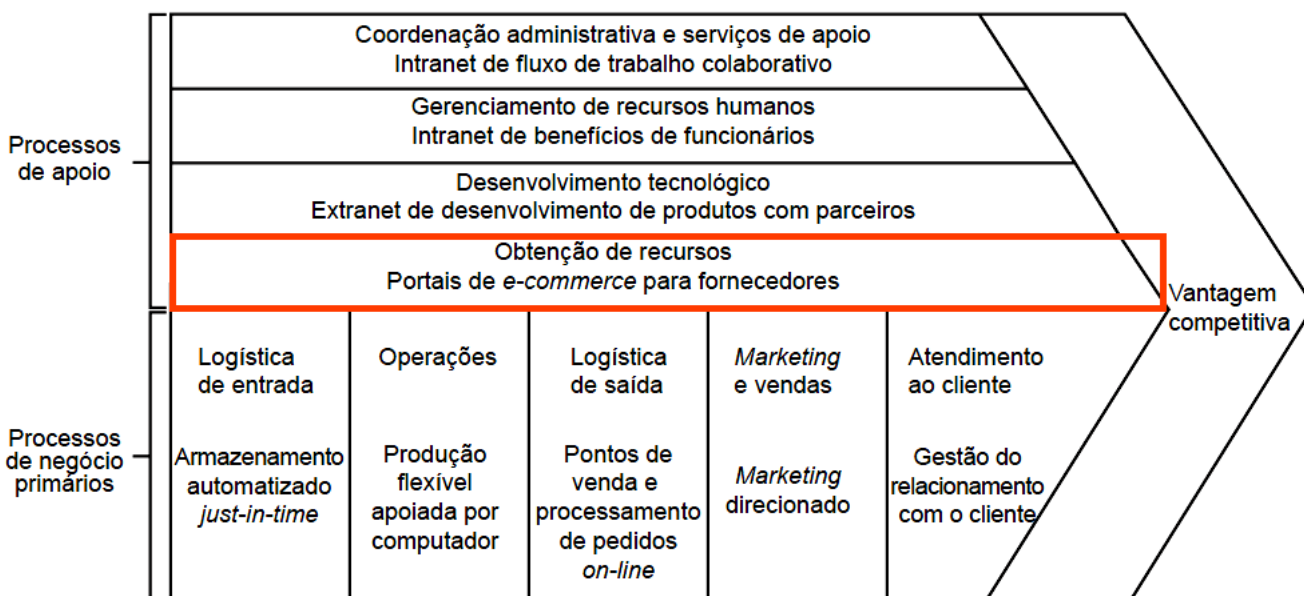 Coordenação administrativa e serviços de apoio
Intranet de fluxo de trabalho colaborativo
Gerenciamento de recursos humanos
Intranet de benefícios de funcionários
Processos
de apoio
Desenvolvimento tecnológico
Extranet de desenvolvimento de produtos com parceiros
Obtenção de recursos
Portais de e-commerce para fornecedores
Vantagem
competitiva
Processos
de negócio
primários
Logística
de entrada
Armazenamento
automatizado
just-in-time
Operações
Produção
flexível
apoiada por
computador
Logística
de saída
Pontos de
venda e
processamento
de pedidos
on-line
Marketing
e vendas
Marketing
direcionado
Atendimento
ao cliente
Gestão do
relacionamento
com o cliente